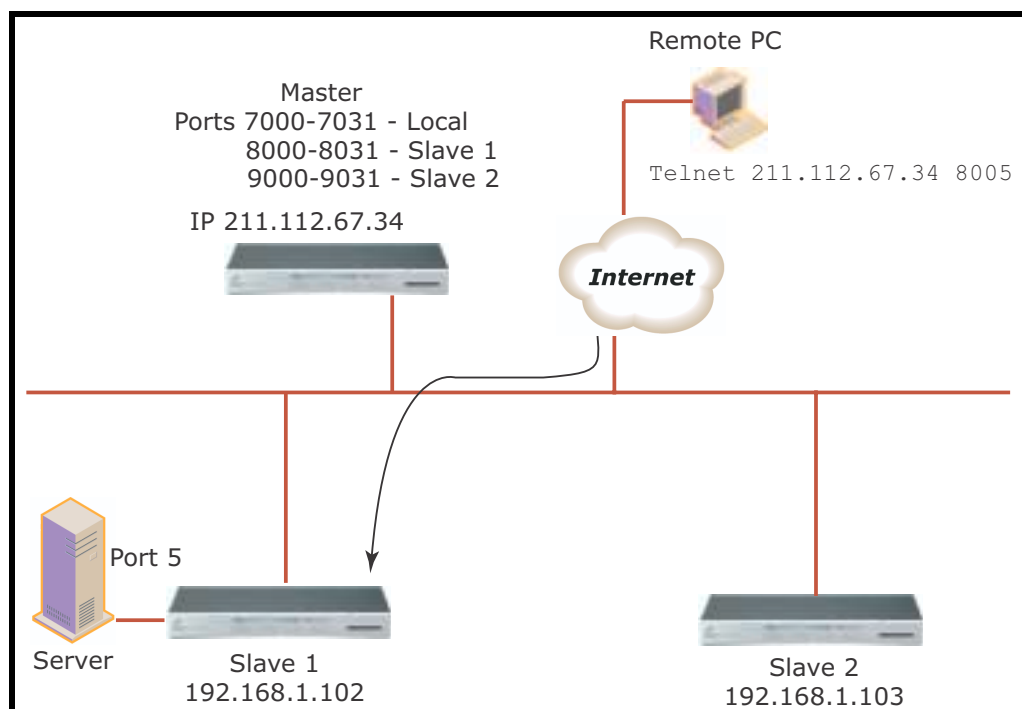 Remote PC
Master
Ports 7000-7031 - Local
8000-8031 - Slave 1
9000-9031 - Slave 2
IP 211.112.67.34
Telnet 211.112.67.34 8005
Internet
Port 5
Server
Slave 1
192.168.1.102
Slave 2
192.168.1.103